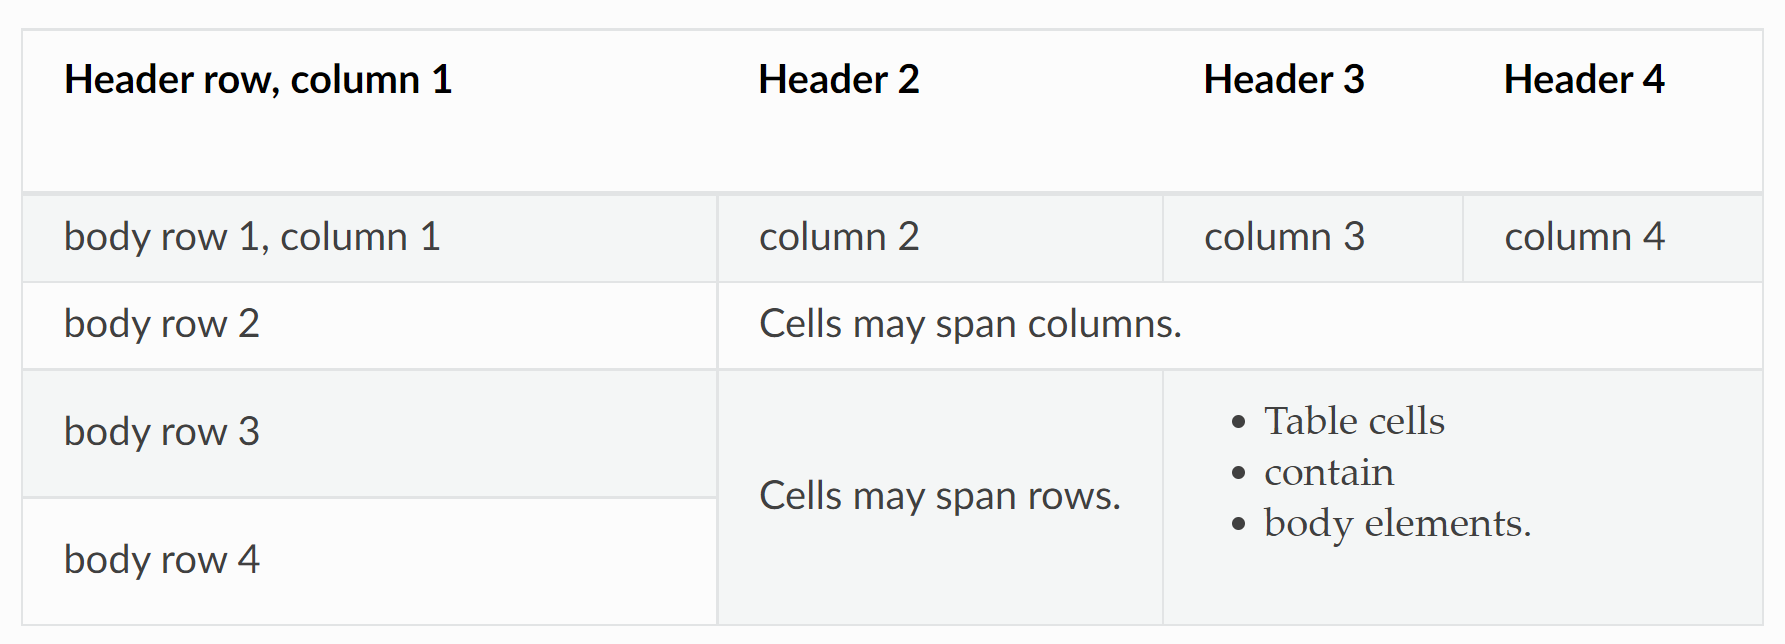 Header row, column 1 Header 2 Header 3 Header 4
body row 1, column 1 column 2 column 3 column 4
body row 2 Cells may span columns.
body row 3
Cells may span rows.
• Table cells
• contain
• body elements.
body row 4